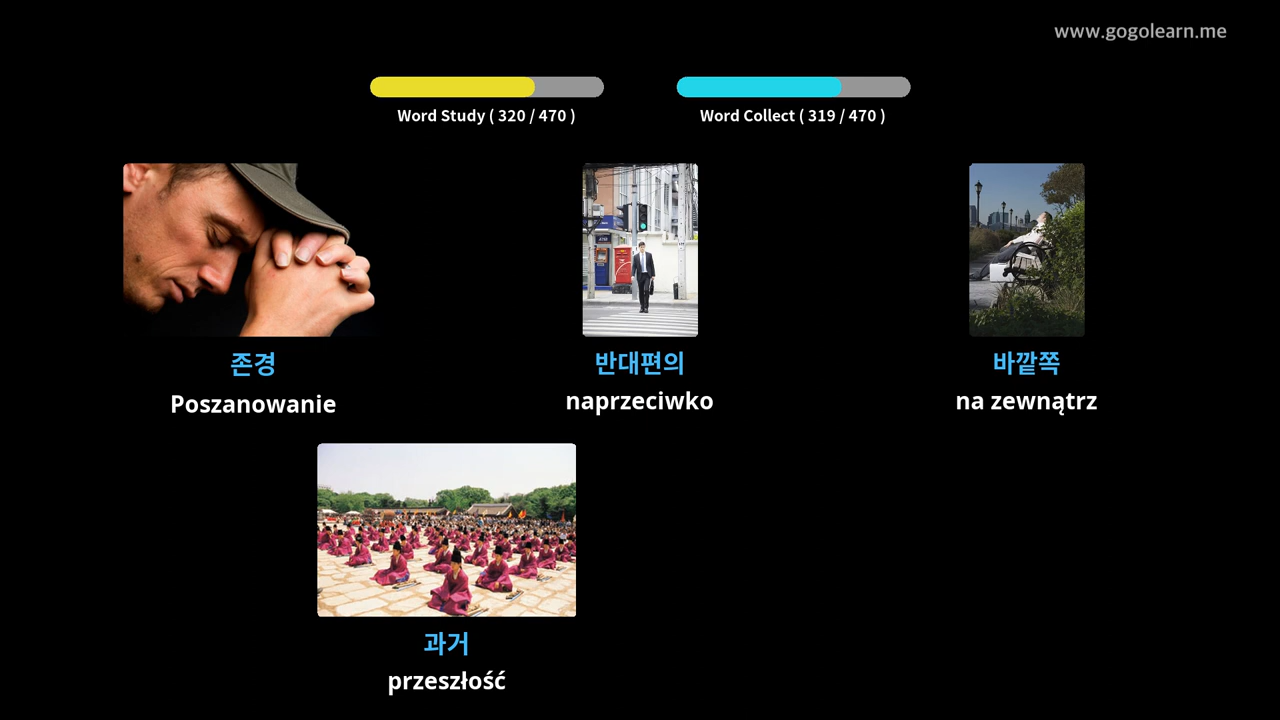 www.gogolearn.me
Word Study ( 320 / 470 )
Word Collect ( 319 / 470 )
존경
Poszanowanie
반대편의
naprzeciwko
바깥쪽
na zewnątrz
과거
przeszłość